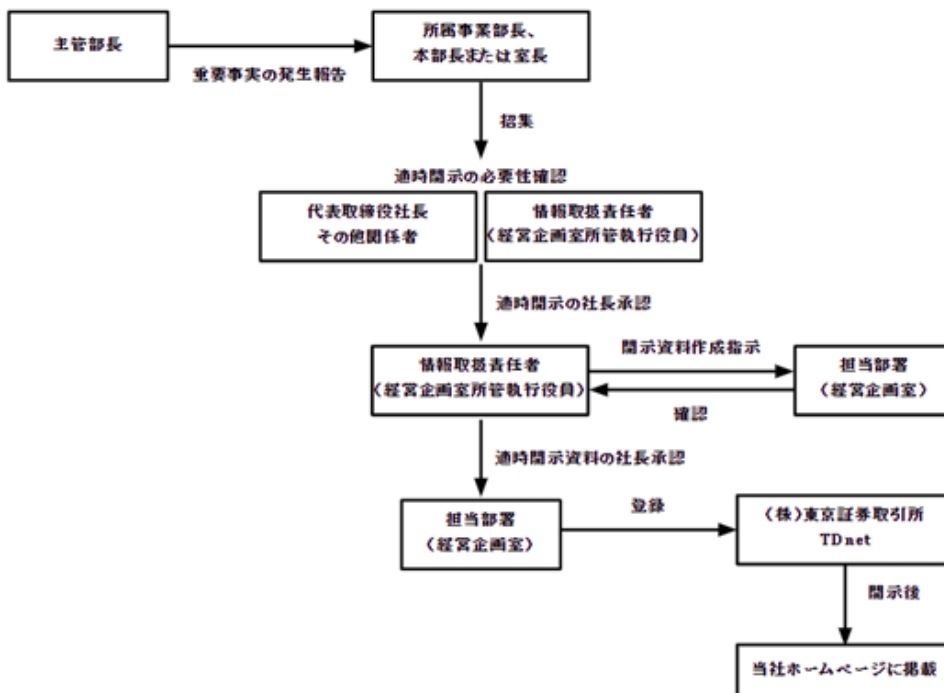 主管部長
重要事実の発生報告
所属事業部長、
本部長または室長
招集
適時開示の必要性確認
代表取締役社長
その他関係者
情報取扱責任者
(経営企画室所管執行役員)
適時開示の社長承認
情報取扱責任者
(経営企画室所管執行役員)
開示資料作成指示
確認
担当部署
(経営企画室)
適時開示資料の社長承認
担当部署
(経営企画室)
登録
(株)東京証券取引所
TDnet
開示後
当社ホームページに掲載